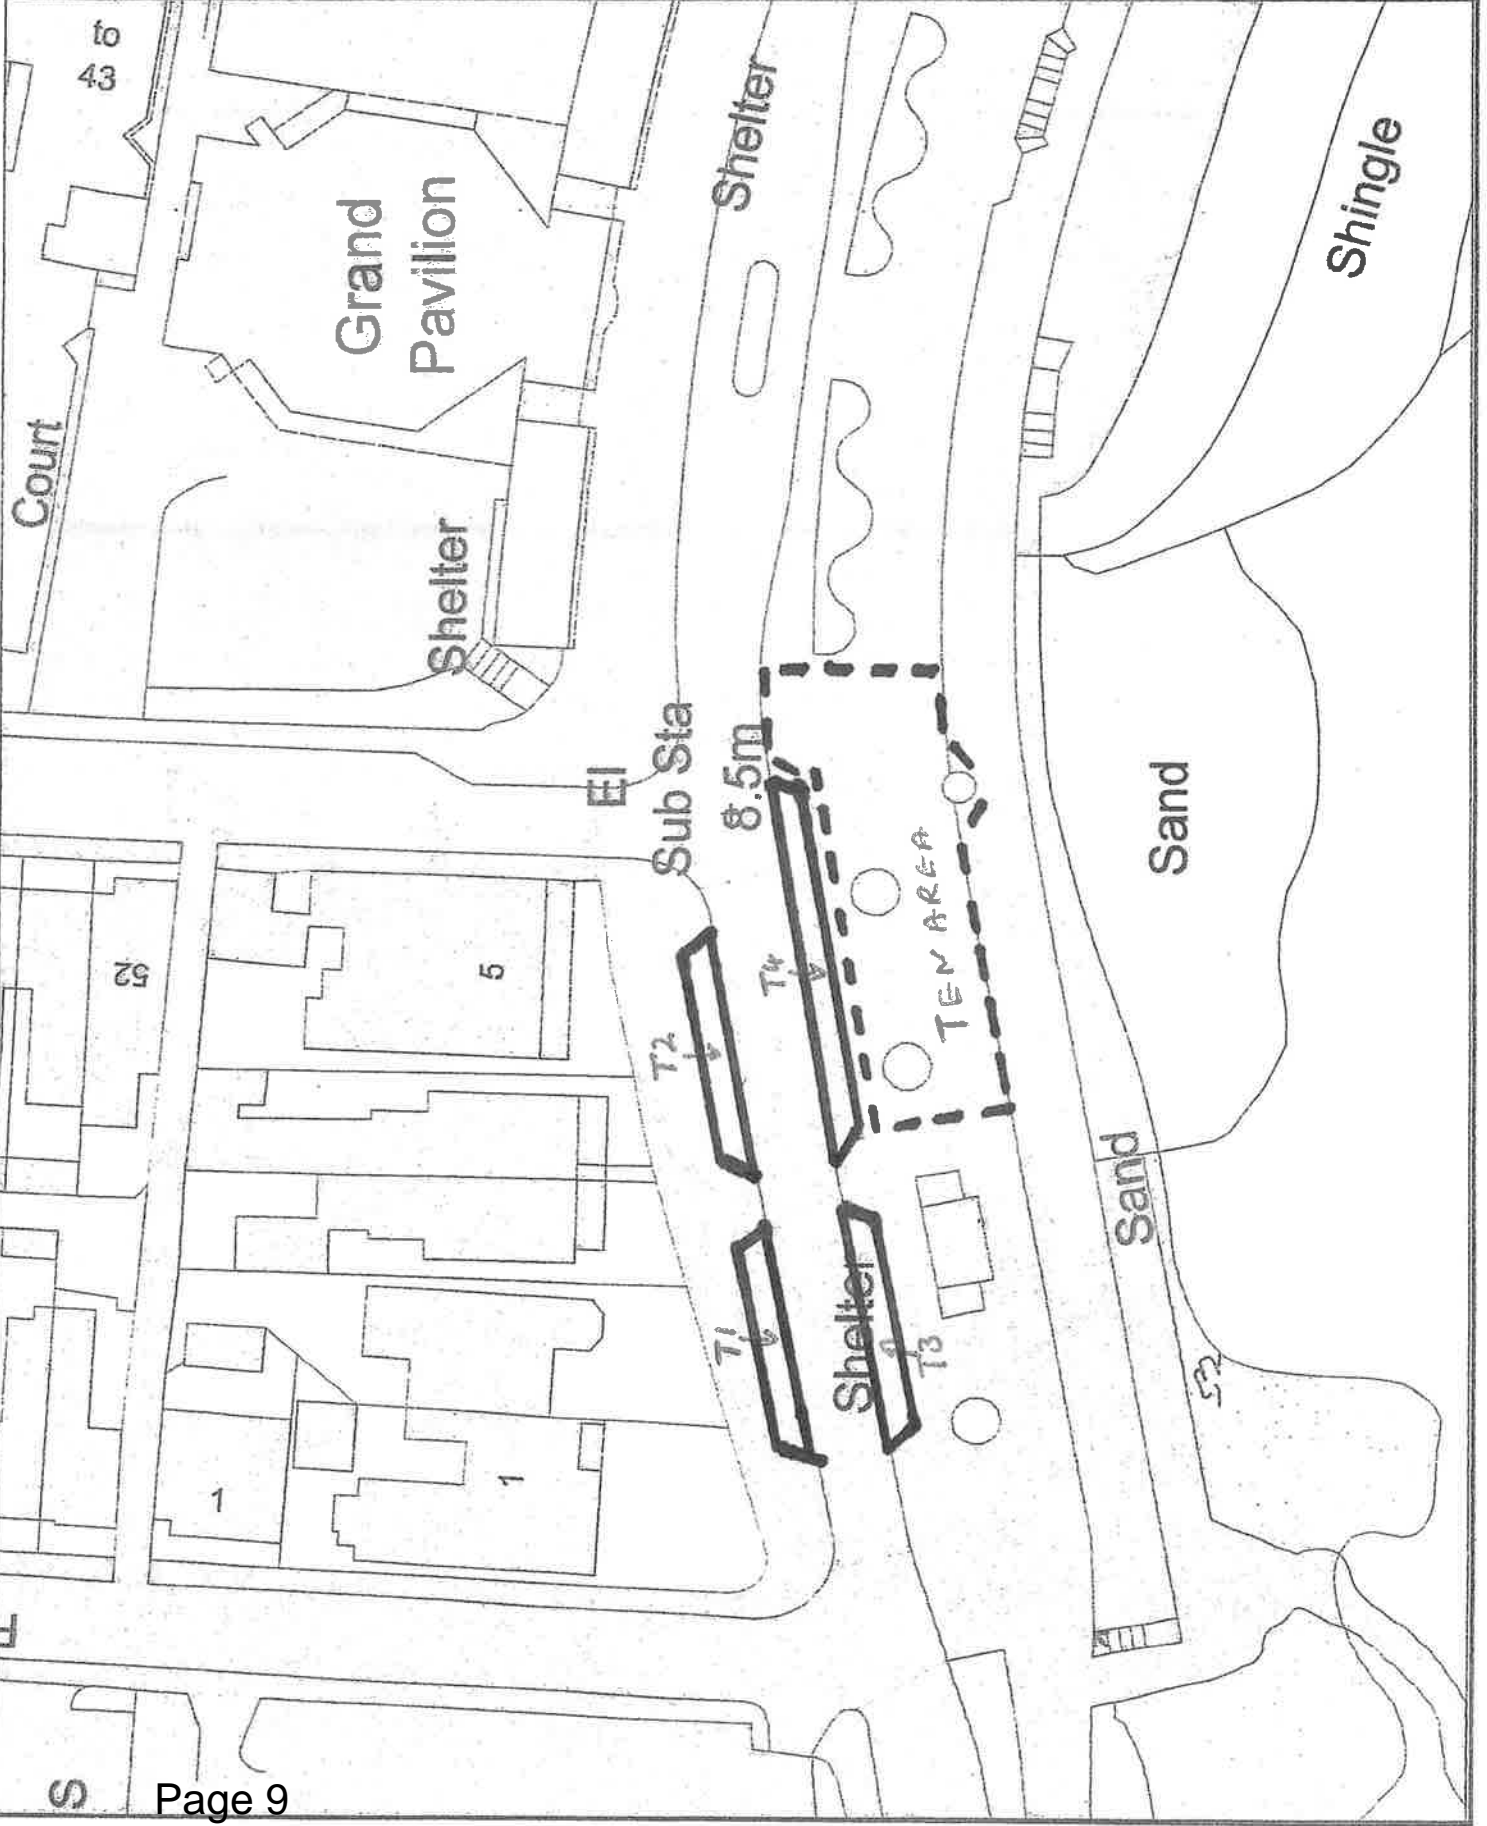 to
43
Court
Grand
Pavilion
Shelter
Shelter
Shingle
El
Sub Sta
8.5m
Sand
52
5
T2
T4
TEN AREA
T1
Shelter
T3
Sand
1
1
S
Page 9